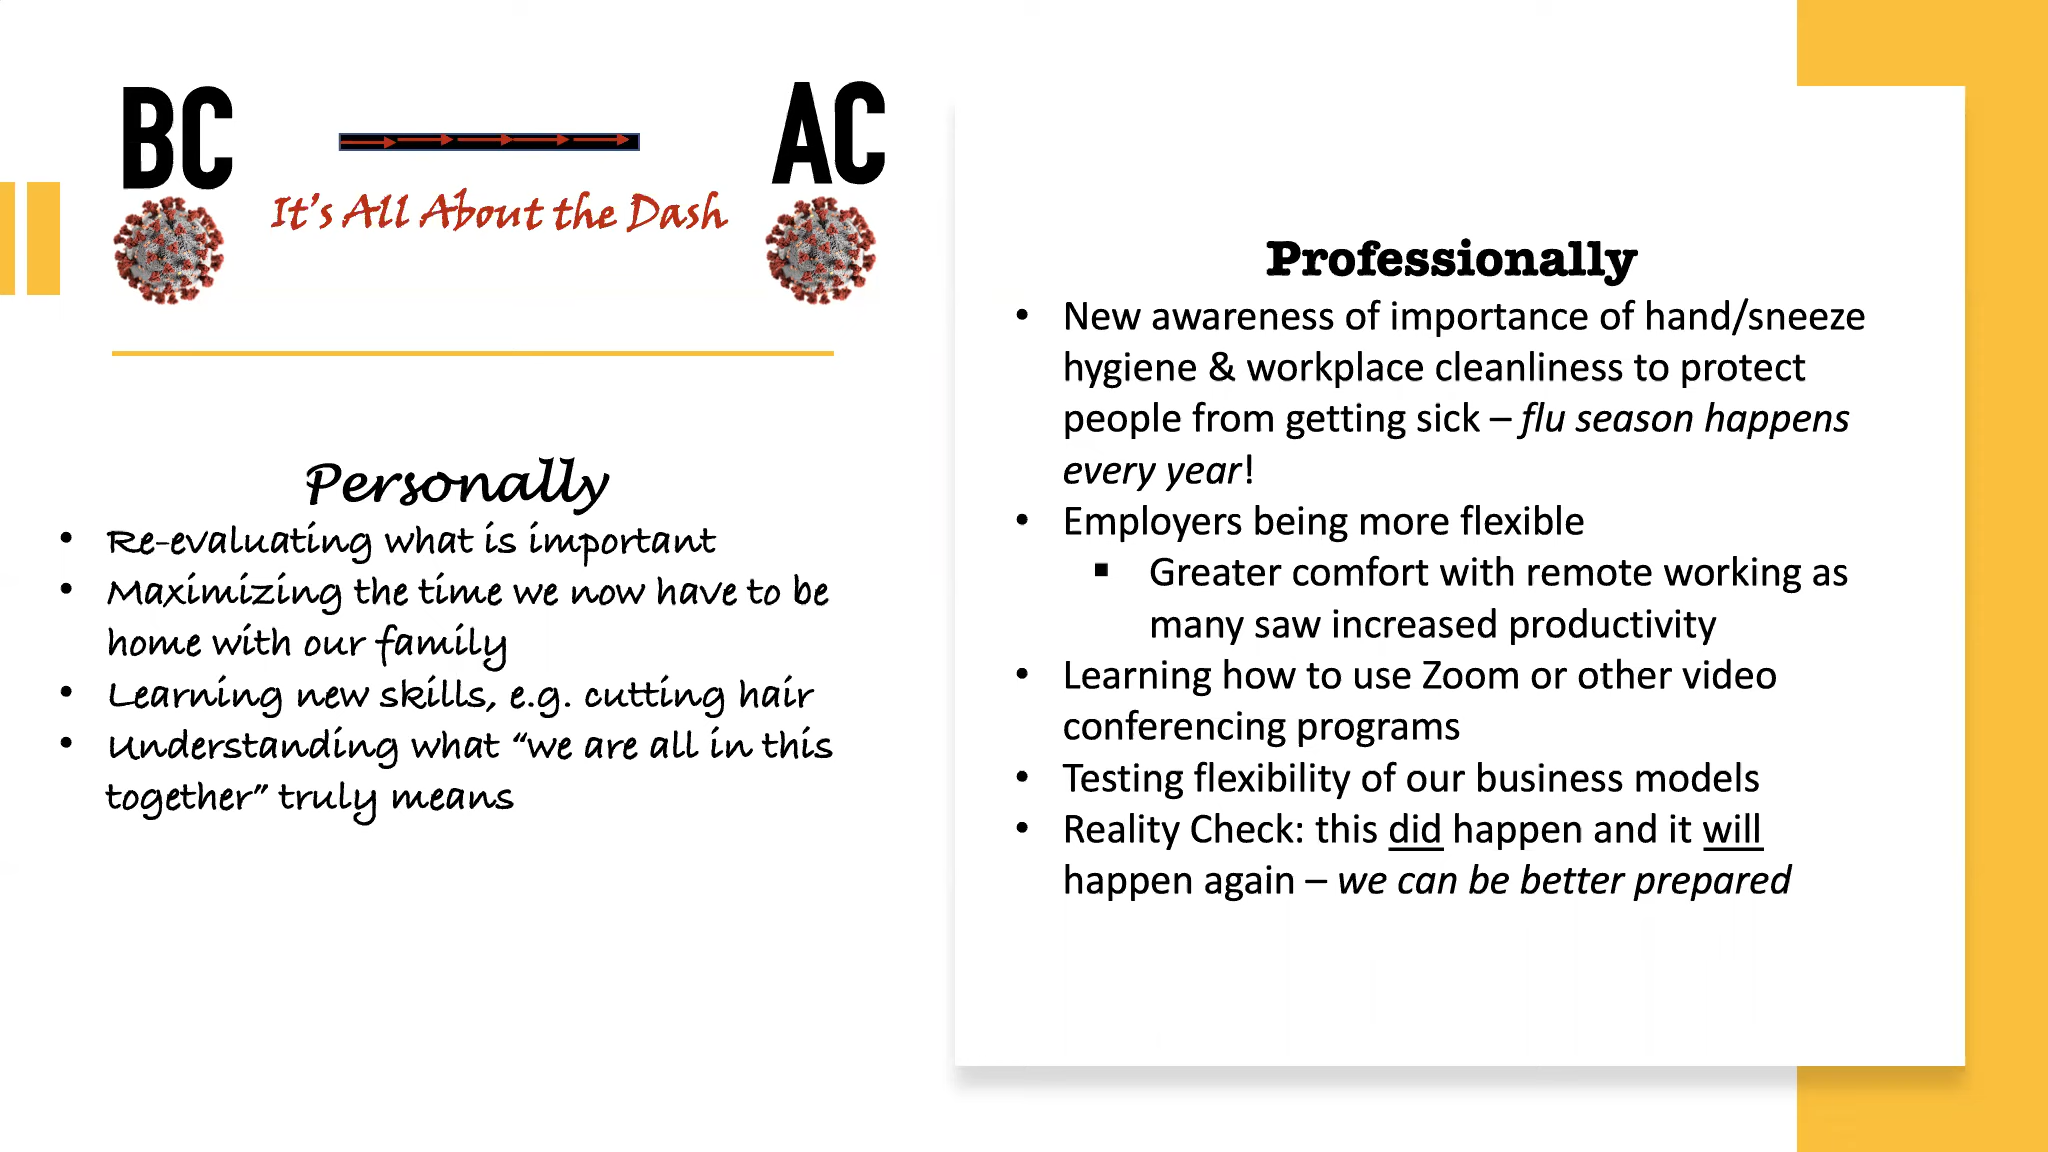 BC
AC
It's All About the Dash
Personally
• Re-evaluating what is important
• Maximizing the time we now have to be
home with our family
• Learning new skills, e.g. cutting hair
• Understanding what “we are all in this
together” truly means
Professionally
• New awareness of importance of hand/sneeze
hygiene & workplace cleanliness to protect
people from getting sick – flu season happens
every year!
• Employers being more flexible
▪ Greater comfort with remote working as
many saw increased productivity
• Learning how to use Zoom or other video
conferencing programs
• Testing flexibility of our business models
• Reality Check: this did happen and it will
happen again – we can be better prepared